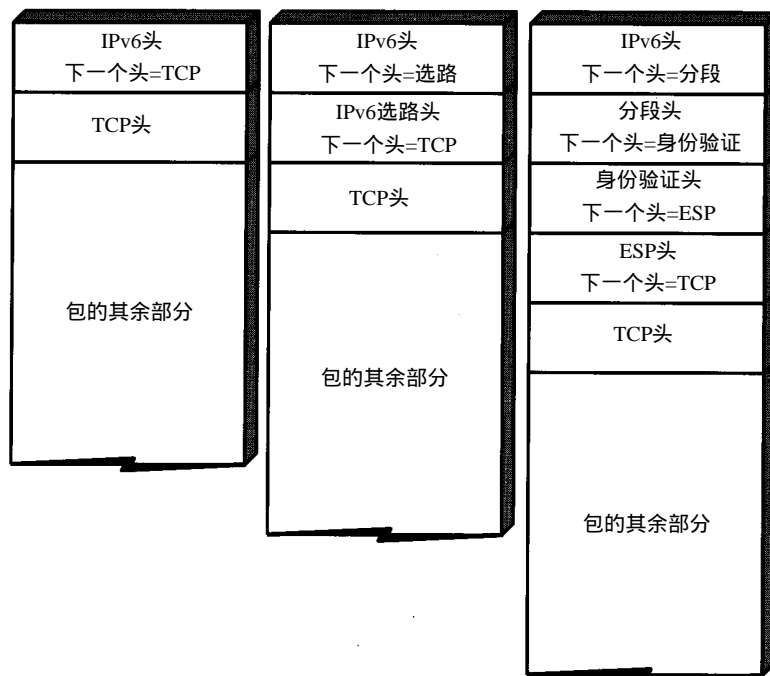 IPv6头
下一个头=TCP
TCP头
包的其余部分
IPv6头
下一个头=选路
IPv6选路头
下一个头=TCP
TCP头
包的其余部分
IPv6头
下一个头=分段
分段头
下一个头=身份验证
身份验证头
下一个头=ESP
ESP头
下一个头=TCP
TCP头
包的其余部分